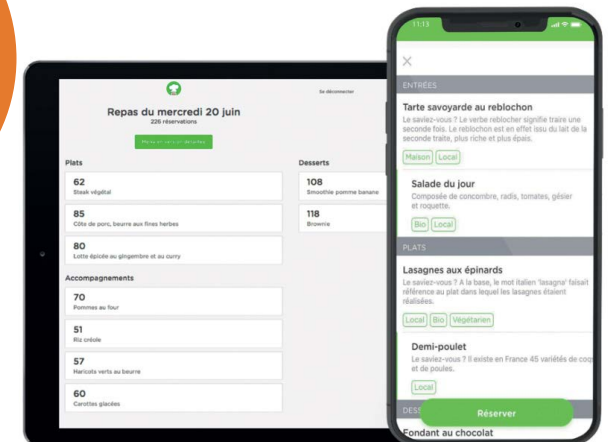 Se déconnecter
Repas du mercredi 20 juin
226 réservations
Plats
62
Steak végétal
85
Côte de porc, beurre aux fines herbes
80
Lotte épicée au gingembre et au curry
Accompagnements
70
Pommes au four
51
Riz créole
57
Haricots verts au beurre
60
Carottes glacées
Desserts
108
Smoothie pomme banane
118
Brownie
11:13
ENTRÉES
Tarte savoyarde au reblochon
Le saviez-vous ? Le verbe reblocher signifie traire une
seconde fois. Le reblochon est en effet issu du lait de la
seconde traite, plus riche et plus épais.
Maison Local
Salade du jour
Composée de concombre, radis, tomates, gésier
et roquette.
Bio Local
PLATS
Lasagnes aux épinards
Le saviez-vous ? A la base, le mot italien 'lasagna' faisait
référence au plat dans lequel les lasagnes étaient
réalisées.
Local Bio Végétarien
Demi-poulet
Le saviez-vous ? Il existe en France 45 variétés de coq
et de poules.
Local
DESS
Réserver
Fondant au chocolat